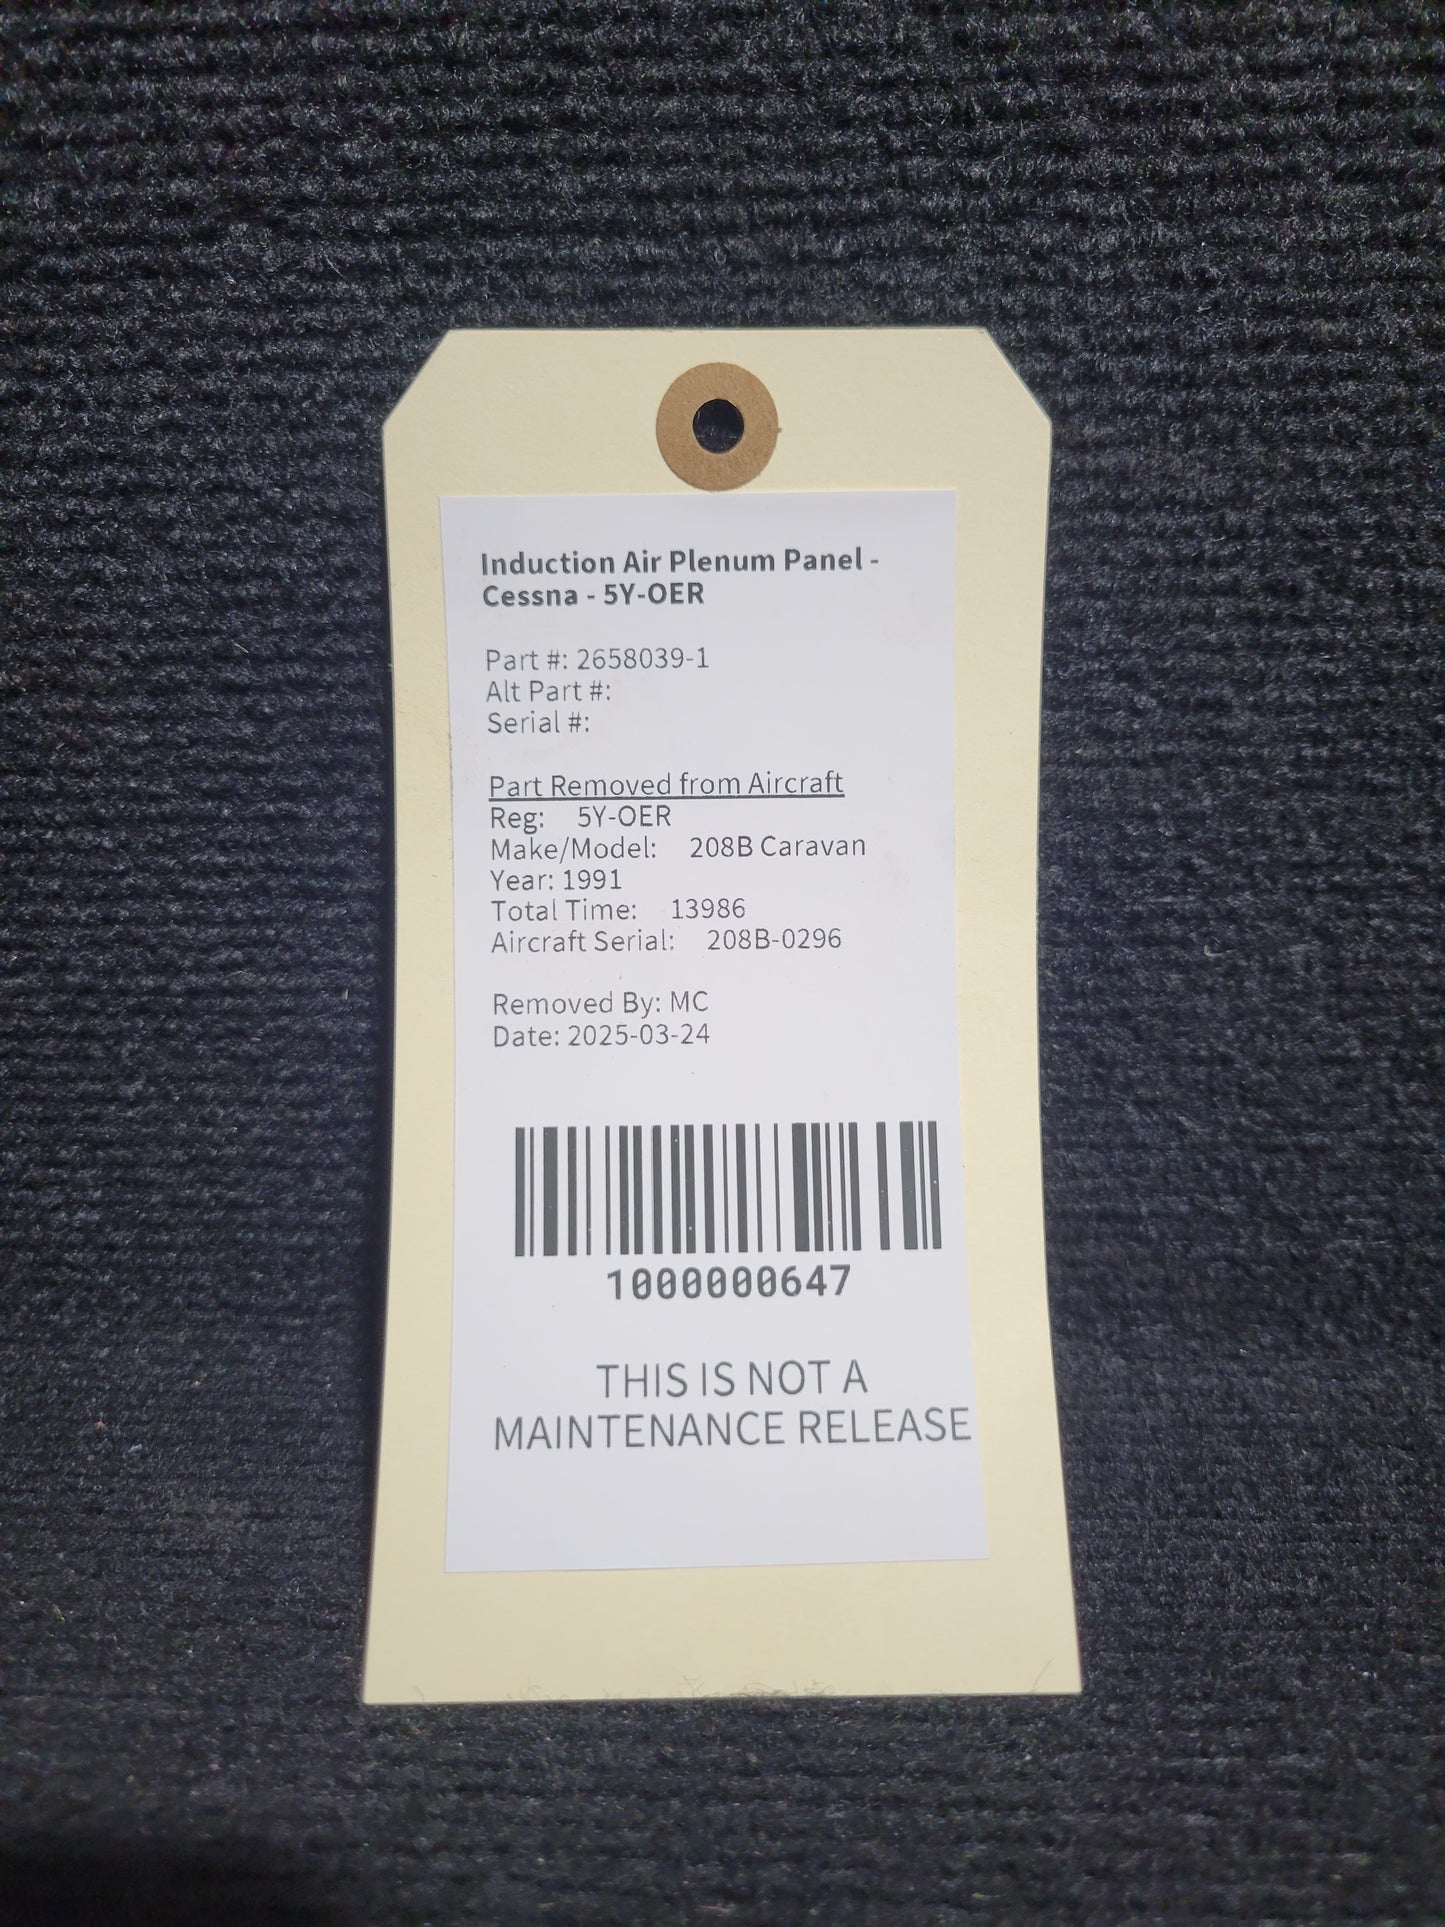 Induction Air Plenum Panel -
Cessna - 5Y-OER
Part #: 2658039-1
Alt Part #:
Serial #:
Part Removed from Aircraft
Reg: 5Y-OER
Make/Model: 208B Caravan
Year: 1991
Total Time: 13986
Aircraft Serial: 208B-0296
Removed By: MC
Date: 2025-03-24
1000000647
THIS IS NOT A
MAINTENANCE RELEASE